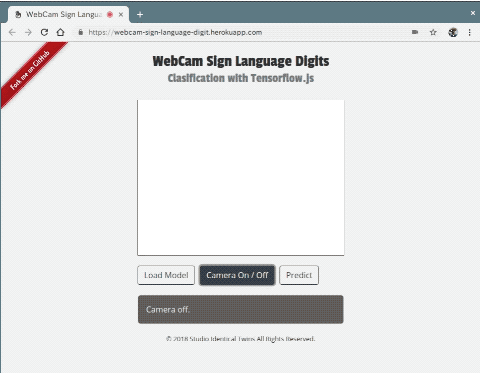 WebCam Sign Langua
https://webcam-sign-language-digit.herokuapp.com
Fork me on GitHub
WebCam Sign Language Digits
Clasification with Tensorflow.js
Load Model
Camera On / Off
Predict
Camera off.
© 2018 Studio Identical Twins All Rights Reserved.